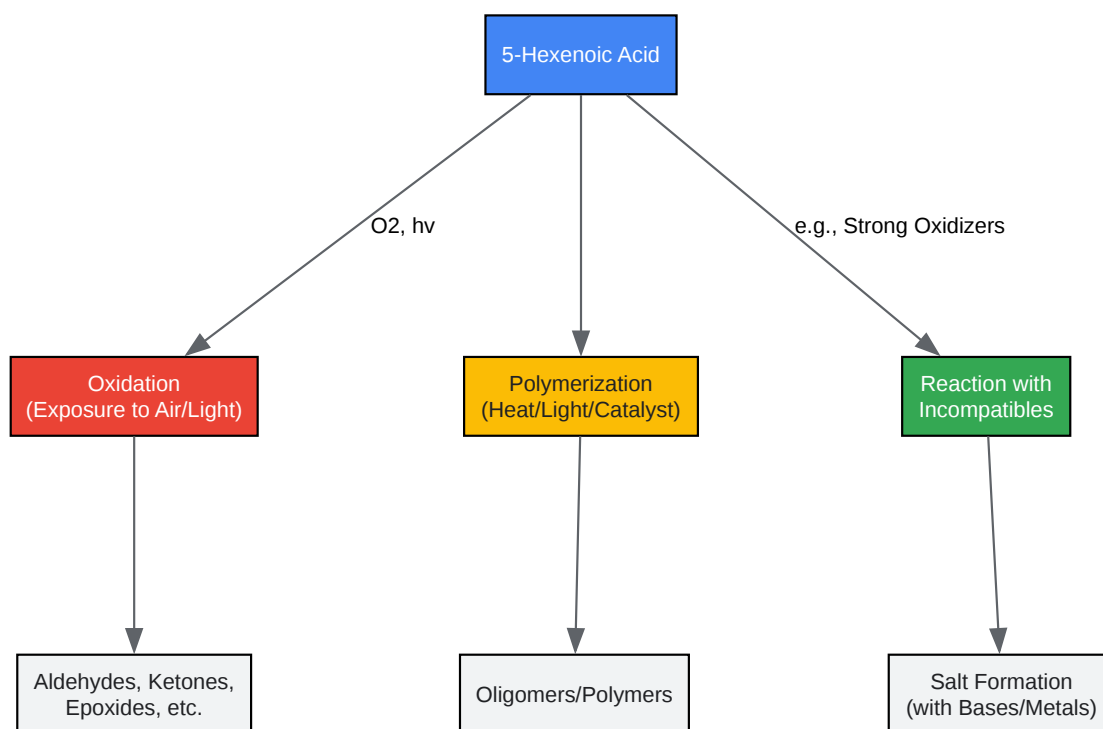 5-Hexenoic Acid
O2, hv
e.g., Strong Oxidizers
Oxidation
(Exposure to Air/Light)
Polymerization
(Heat/Light/Catalyst)
Reaction with
Incompatibles
Aldehydes, Ketones,
Epoxides, etc.
Oligomers/Polymers
Salt Formation
(with Bases/Metals)